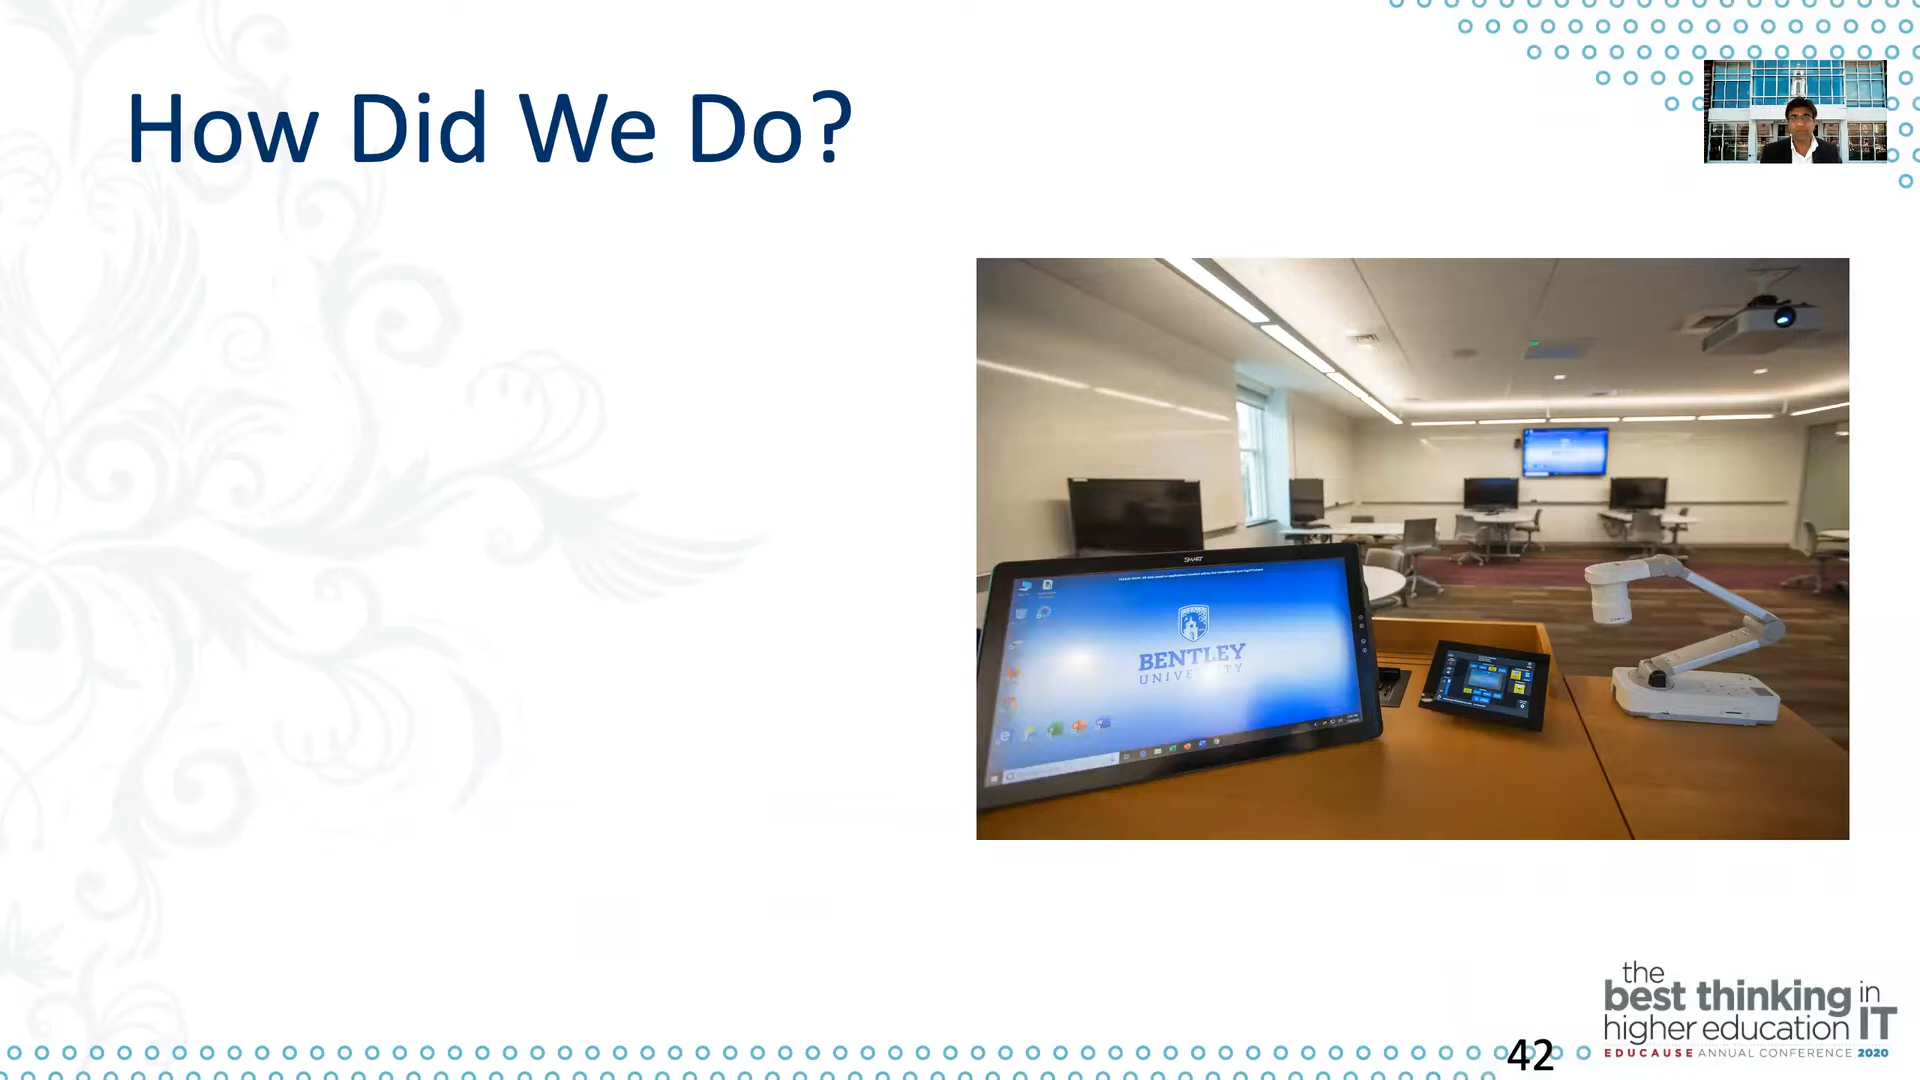 How Did We Do?
SMART
BENTLEY
UNIVERSITY
42
the
best thinking in
higher education IT
EDUCAUSE ANNUAL CONFERENCE 2020